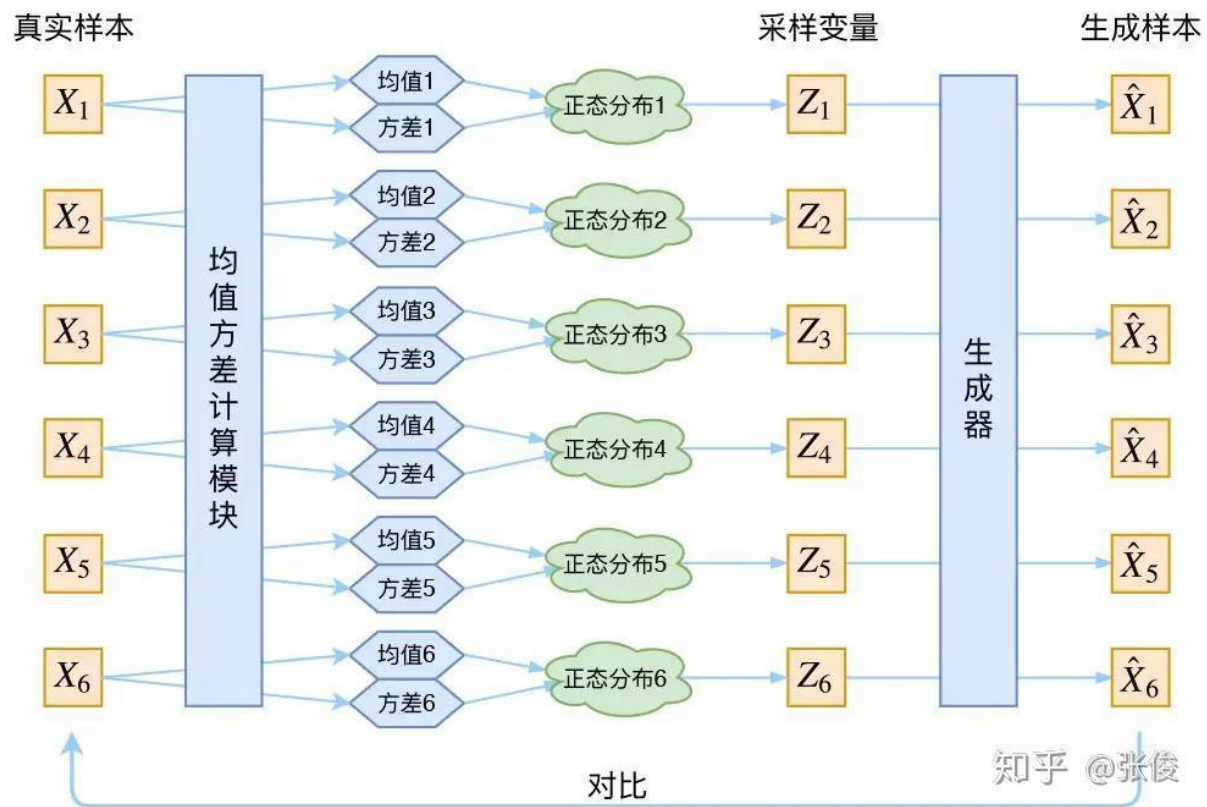 真实样本
采样变量
生成样本
X₁
均值1
方差1
正态分布1
Z₁
X̂₁
X₂
均值2
方差2
正态分布2
Z₂
X̂₂
X₃
均值3
方差3
正态分布3
Z₃
X̂₃
X₄
均值4
方差4
正态分布4
Z₄
X̂₄
X₅
均值5
方差5
正态分布5
Z₅
X̂₅
X₆
均值6
方差6
正态分布6
Z₆
X̂₆
均值方差计算模块
生成器
对比
知乎 @张俊